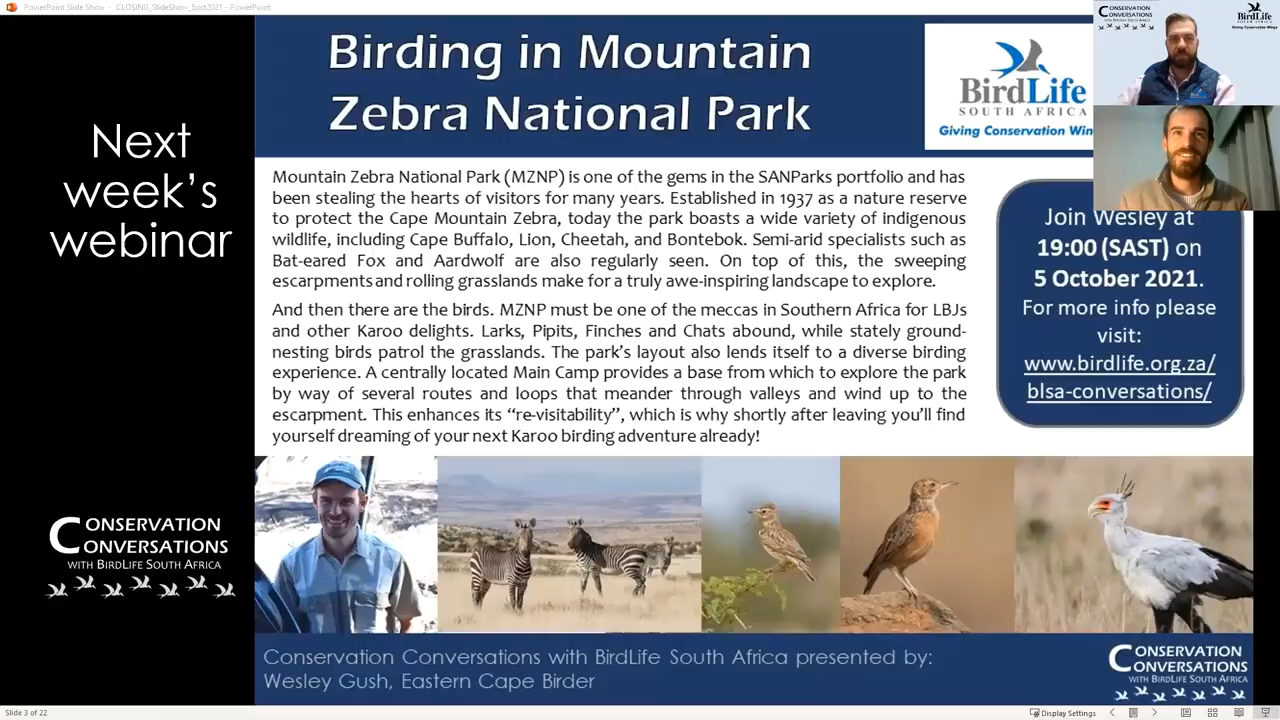 PowerPoint Slide Show - CLOSING_SlideShow_5oct2021 - PowerPoint
Next
week's
webinar
CONSERVATION
CONVERSATIONS
WITH BIRDLIFE SOUTH AFRICA
Birding in Mountain
Zebra National Park
BirdLife
SOUTH AFRICA
Giving Conservation Win
Mountain Zebra National Park (MZNP) is one of the gems in the SANParks portfolio and has
been stealing the hearts of visitors for many years. Established in 1937 as a nature reserve
to protect the Cape Mountain Zebra, today the park boasts a wide variety of indigenous
wildlife, including Cape Buffalo, Lion, Cheetah, and Bontebok. Semi-arid specialists such as
Bat-eared Fox and Aardwolf are also regularly seen. On top of this, the sweeping
escarpments and rolling grasslands make for a truly awe-inspiring landscape to explore.
And then there are the birds. MZNP must be one of the meccas in Southern Africa for LBJs
and other Karoo delights. Larks, Pipits, Finches and Chats abound, while stately ground-
nesting birds patrol the grasslands. The park's layout also lends itself to a diverse birding
experience. A centrally located Main Camp provides a base from which to explore the park
by way of several routes and loops that meander through valleys and wind up to the
escarpment. This enhances its “re-visitability”, which is why shortly after leaving you'll find
yourself dreaming of your next Karoo birding adventure already!
CONSERVATION
CONVERSATIONS
WITH BIRDLIFE SOUTH AFRICA
BirdLife
SOUTH AFRICA
Giving Conservation Wings
Join Wesley at
19:00 (SAST) on
5 October 2021.
For more info please
visit:
www.birdlife.org.za/
blsa-conversations/
Conservation Conversations with BirdLife South Africa presented by:
Wesley Gush, Eastern Cape Birder
CONSERVATION
CONVERSATIONS
WITH BIRDLIFE SOUTH AFRICA
Slide 3 of 22
Display Settings